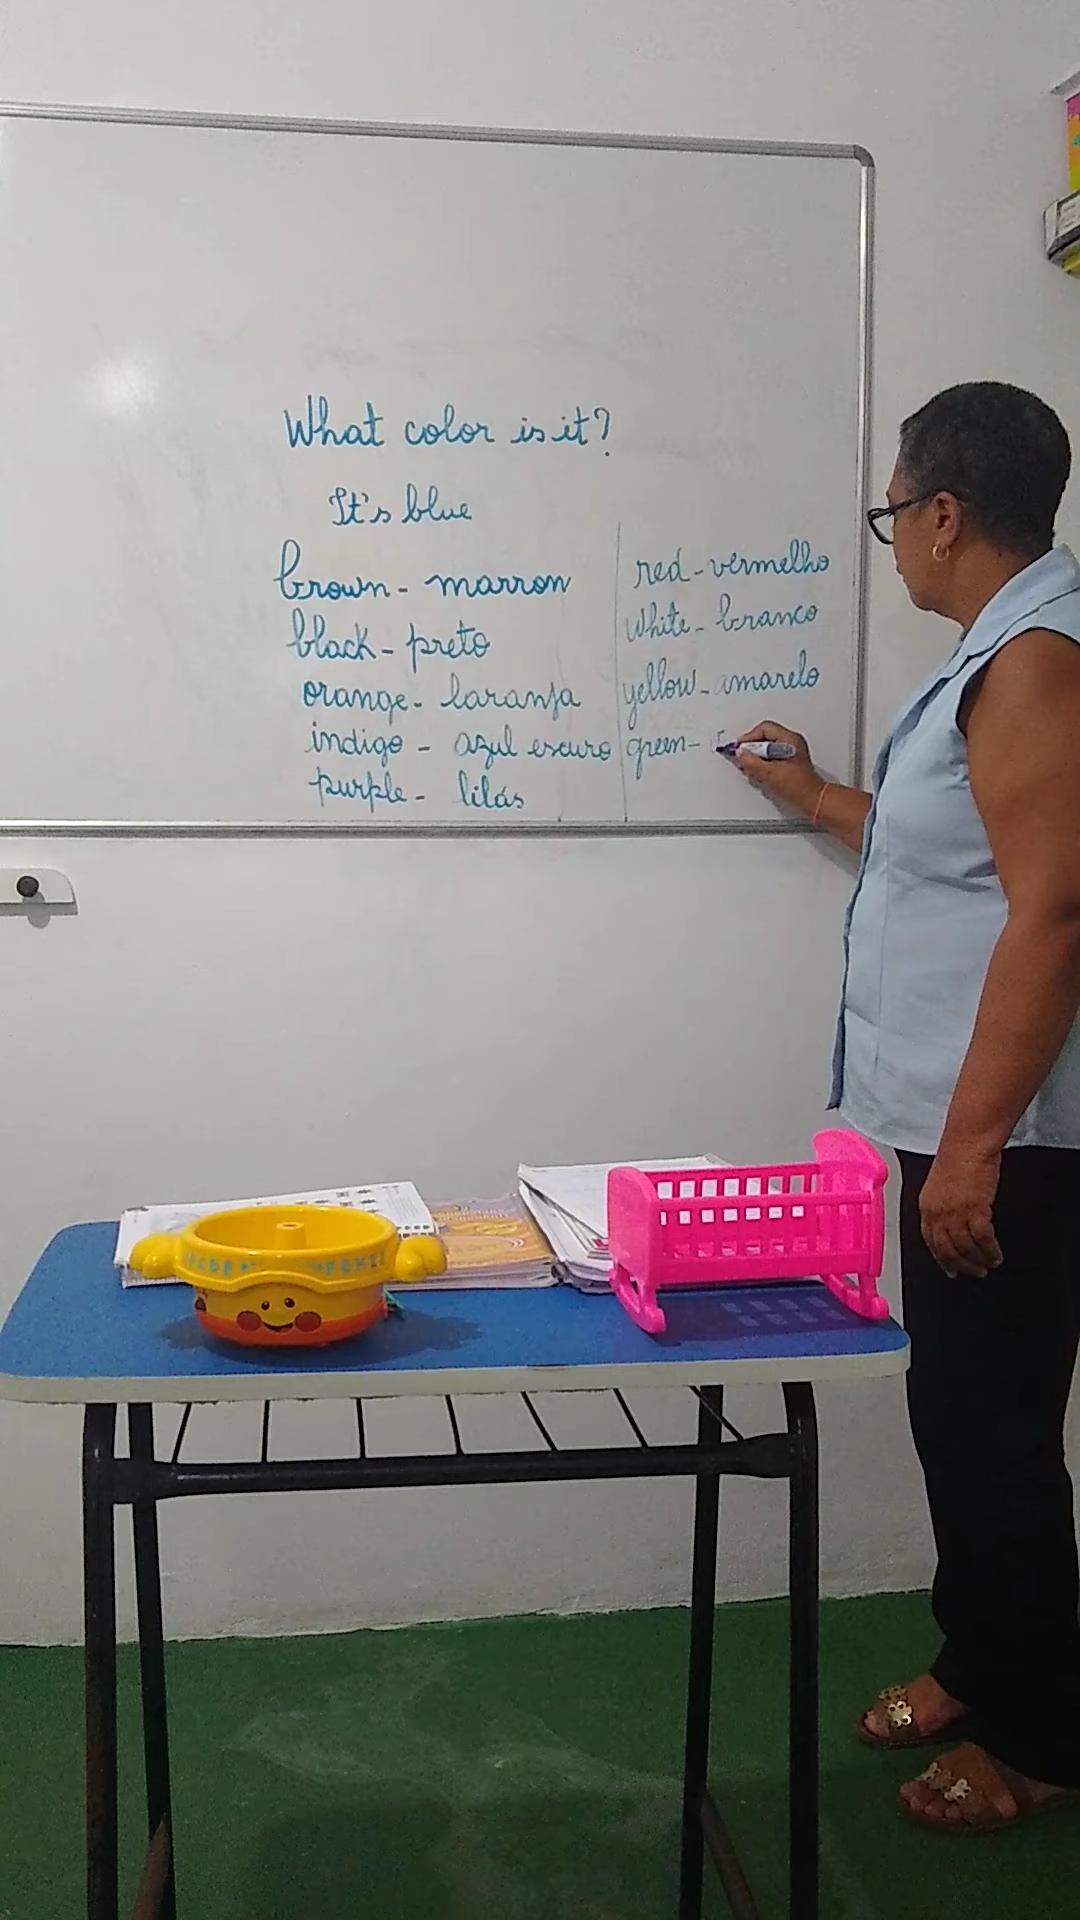 What color is it?
It's blue
brown - marron
black - preto
orange - laranja
indigo - azul escuro
purple - lilás
red - vermelho
White - branco
yellow - amarelo
green -